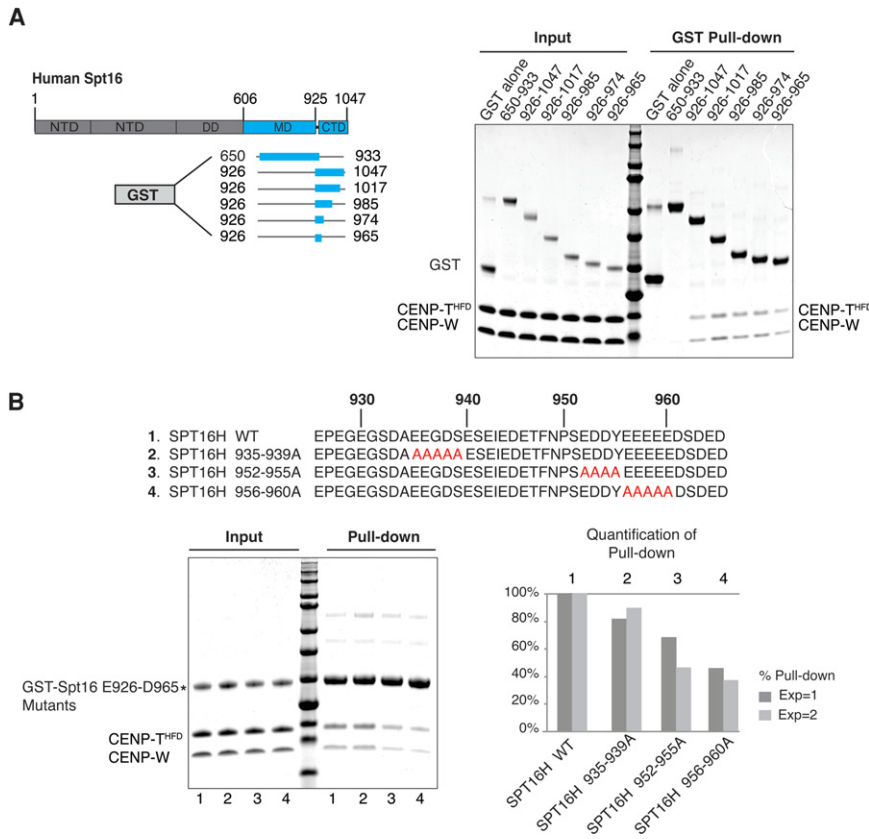 A
Human Spt16
1 606 925 1047
NTD NTD DD MD CTD
GST
650 933
926 1047
926 1017
926 985
926 974
926 965
Input GST Pull-down
GST alone 650-933 926-1047 926-1017 926-985 926-974 926-965 GST alone 650-933 926-1047 926-1017 926-985 926-974 926-965
GST
CENP-T^HFD CENP-T^HFD
CENP-W CENP-W
B
930 940 950 960
1. SPT16H WT EPEGEGSDAEEGDSESEIEDETFNPSEDDYEEEEEDSDED
2. SPT16H 935-939A EPEGEGSDAAAAAESEIEDETFNPSEDDYEEEEEDSDED
3. SPT16H 952-955A EPEGEGSDAEEGDSESEIEDETFNPSAAAAEEEEEDSDED
4. SPT16H 956-960A EPEGEGSDAEEGDSESEIEDETFNPSEDDYAAAAADSDED
Input Pull-down
GST-Spt16 E926-D965*
Mutants
CENP-T^HFD
CENP-W
1 2 3 4 1 2 3 4
Quantification of
Pull-down
1 2 3 4
100%
80%
60%
40%
20%
0%
SPT16H WT
SPT16H 935-939A
SPT16H 952-955A
SPT16H 956-960A
% Pull-down
Exp=1
Exp=2